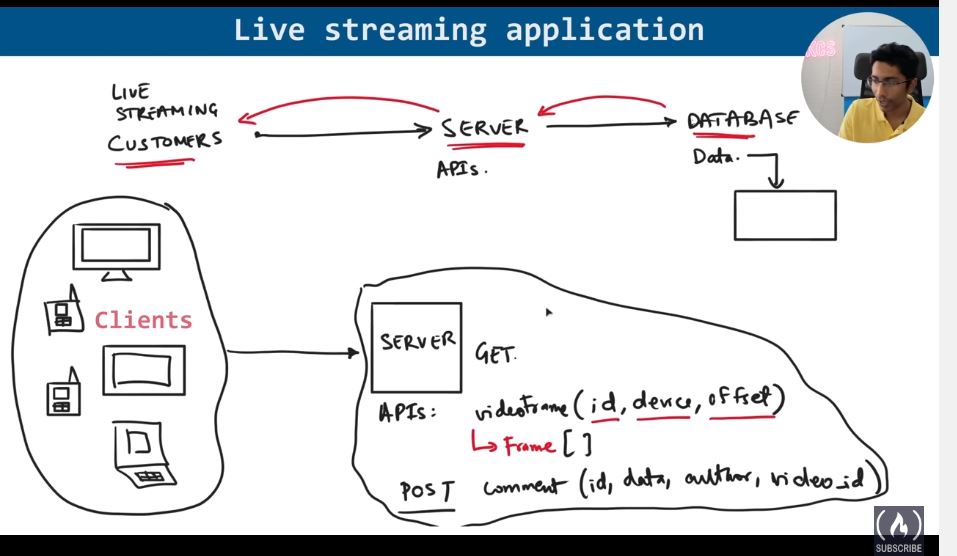 Live streaming application
KCS
LIVE
STREAMING
CUSTOMERS
SERVER
APIs.
DATABASE
Data.
Clients
SERVER
GET.
APIs: videoframe (id, device, offset)
Frame []
POST comment (id, data, author, video_id)
SUBSCRIBE